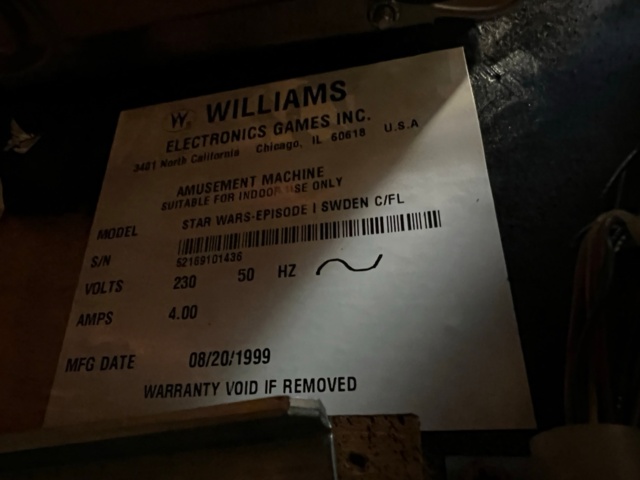 W WILLIAMS
ELECTRONICS GAMES INC.
3401 North California Chicago, IL 60618 U.S.A
AMUSEMENT MACHINE
SUITABLE FOR INDOOR USE ONLY
MODEL STAR WARS-EPISODE I SWDEN C/FL
S/N 52189101436
VOLTS 230 50 HZ
AMPS 4.00
MFG DATE 08/20/1999
WARRANTY VOID IF REMOVED